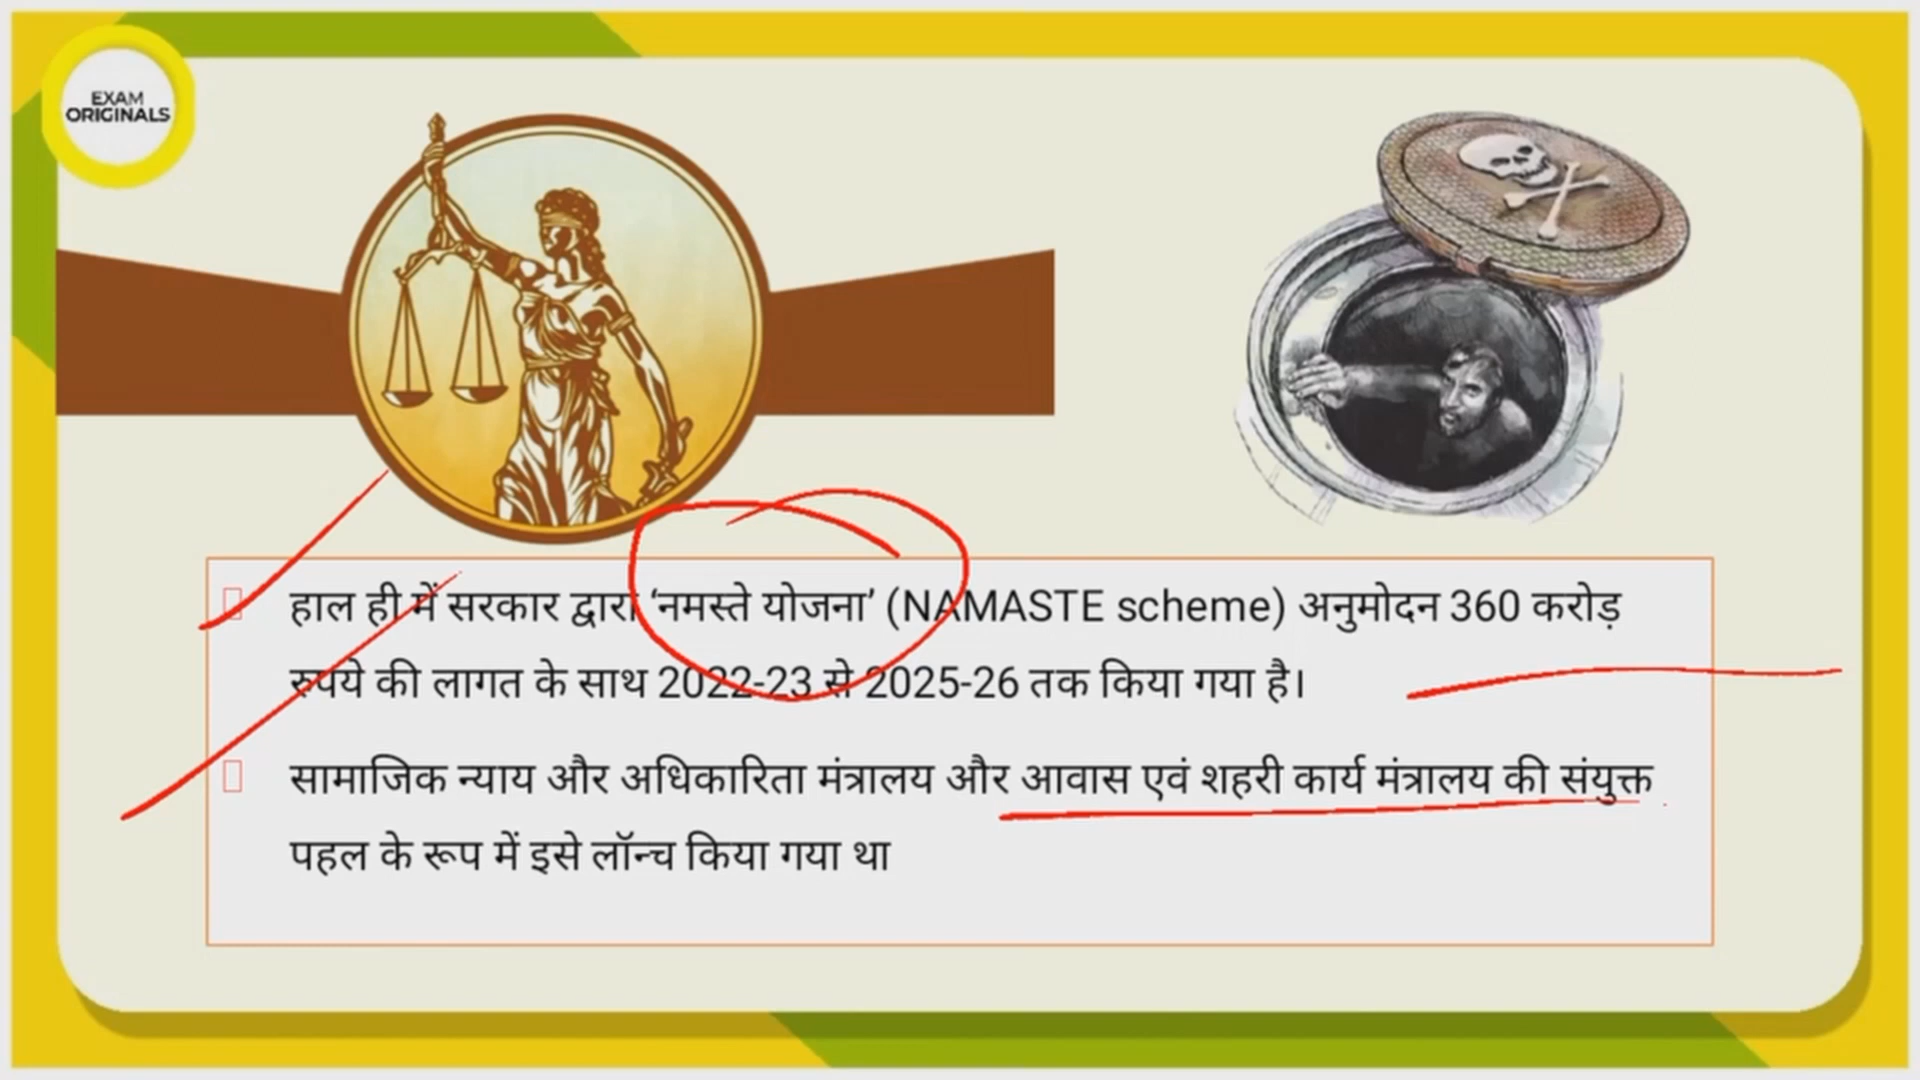 EXAM
ORIGINALS
हाल ही में सरकार द्वारा ‘नमस्ते योजना’ (NAMASTE scheme) अनुमोदन 360 करोड़
रुपये की लागत के साथ 2022-23 से 2025-26 तक किया गया है।
सामाजिक न्याय और अधिकारिता मंत्रालय और आवास एवं शहरी कार्य मंत्रालय की संयुक्त
पहल के रूप में इसे लॉन्च किया गया था